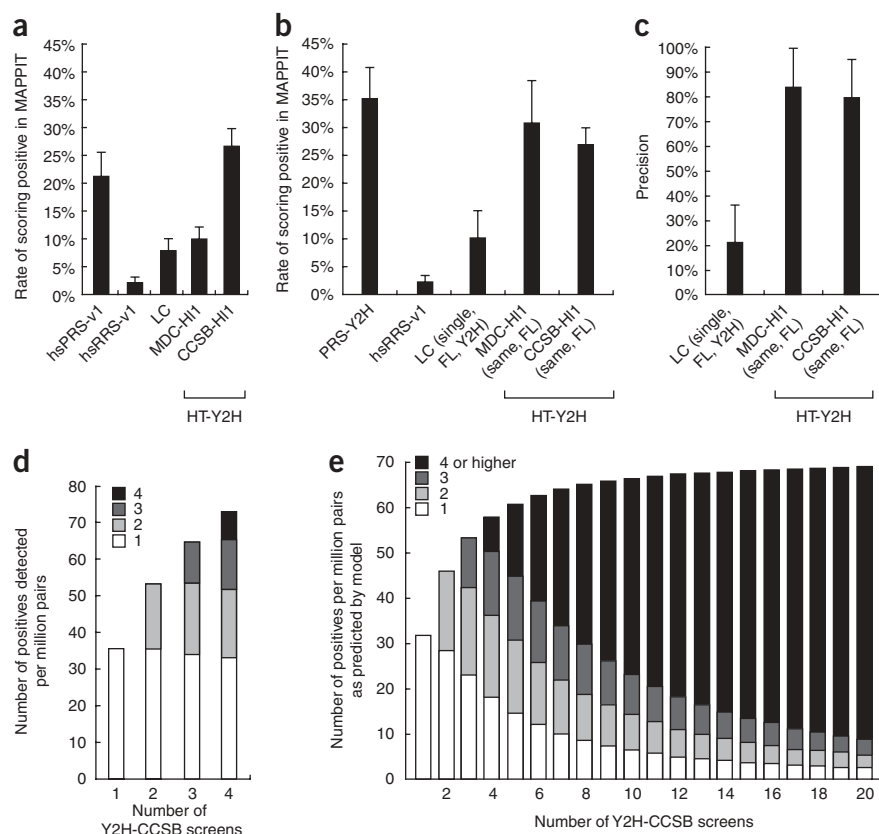 a
Rate of scoring positive in MAPPIT
45%
40%
35%
30%
25%
20%
15%
10%
5%
0%
hsPRS-v1
hsRRS-v1
LC
MDC-HI1
CCSB-HI1
HT-Y2H
b
Rate of scoring positive in MAPPIT
45%
40%
35%
30%
25%
20%
15%
10%
5%
0%
PRS-Y2H
hsRRS-v1
LC (single,
FL, Y2H)
MDC-HI1
(same, FL)
CCSB-HI1
(same, FL)
HT-Y2H
c
Precision
100%
90%
80%
70%
60%
50%
40%
30%
20%
10%
0%
LC (single,
FL, Y2H)
MDC-HI1
(same, FL)
CCSB-HI1
(same, FL)
HT-Y2H
d
Number of positives detected
per million pairs
80
70
60
50
40
30
20
10
0
4
3
2
1
1 2 3 4
Number of
Y2H-CCSB screens
e
Number of positives per million pairs
as predicted by model
70
60
50
40
30
20
10
0
4 or higher
3
2
1
2 4 6 8 10 12 14 16 18 20
Number of Y2H-CCSB screens